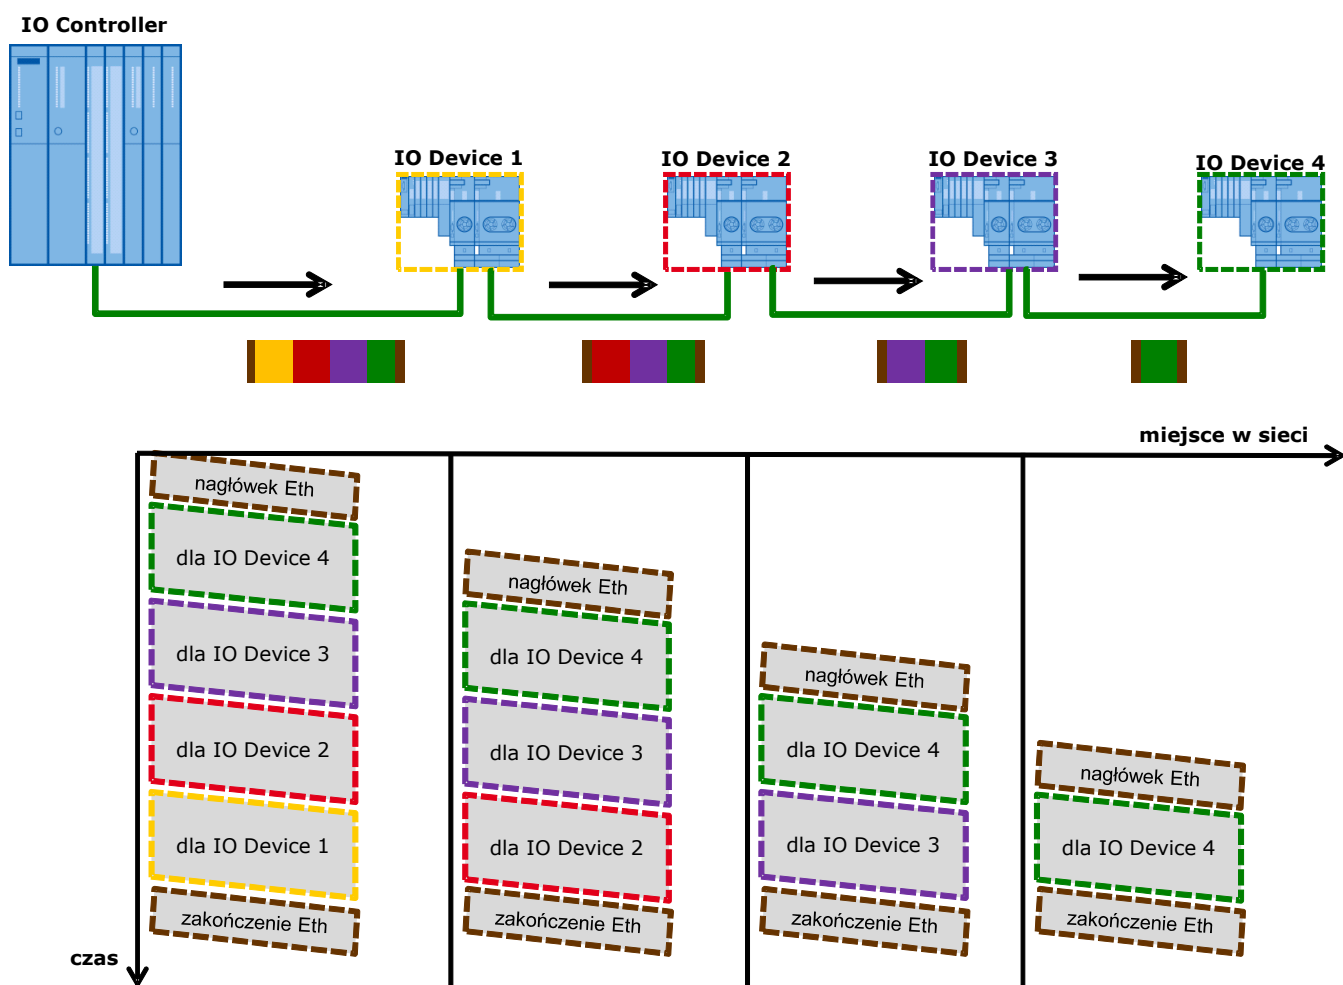 IO Controller
IO Device 1
IO Device 2
IO Device 3
IO Device 4
miejsce w sieci
nagłówek Eth
dla IO Device 4
dla IO Device 3
dla IO Device 2
dla IO Device 1
zakończenie Eth
nagłówek Eth
dla IO Device 4
dla IO Device 3
dla IO Device 2
zakończenie Eth
nagłówek Eth
dla IO Device 4
dla IO Device 3
zakończenie Eth
nagłówek Eth
dla IO Device 4
zakończenie Eth
czas